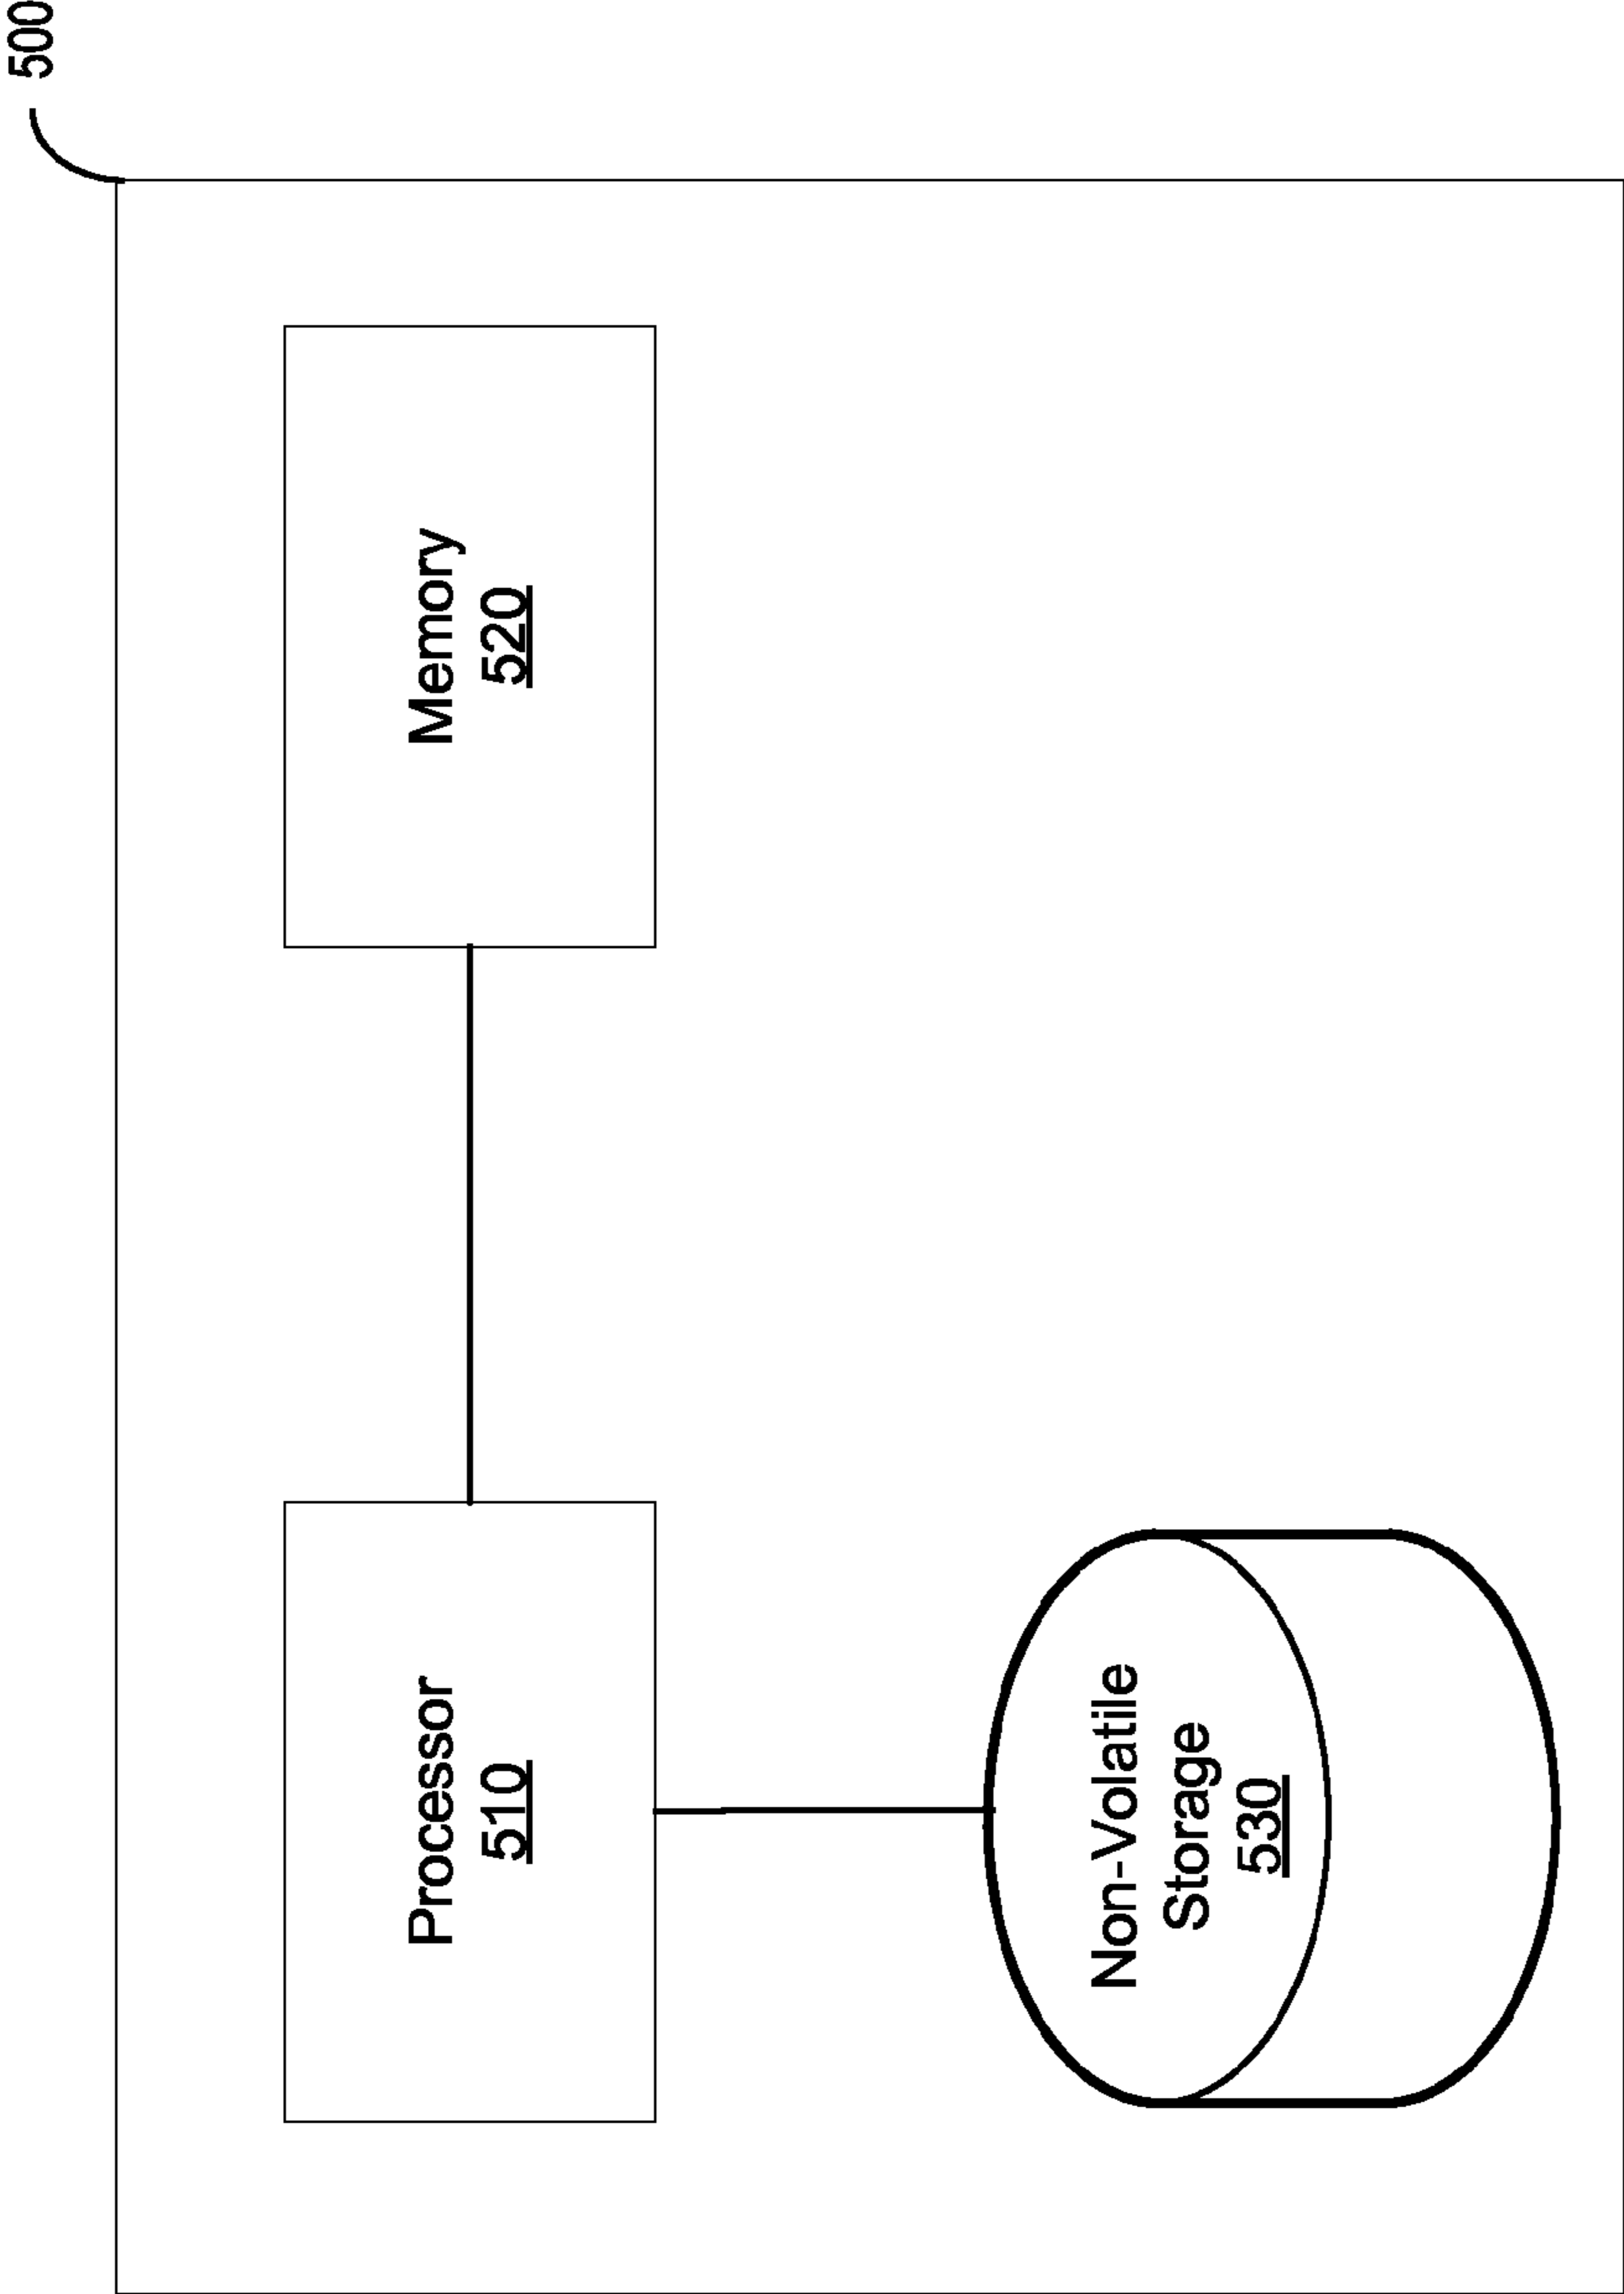 500
Processor
510
Memory
520
Non-Volatile
Storage
530